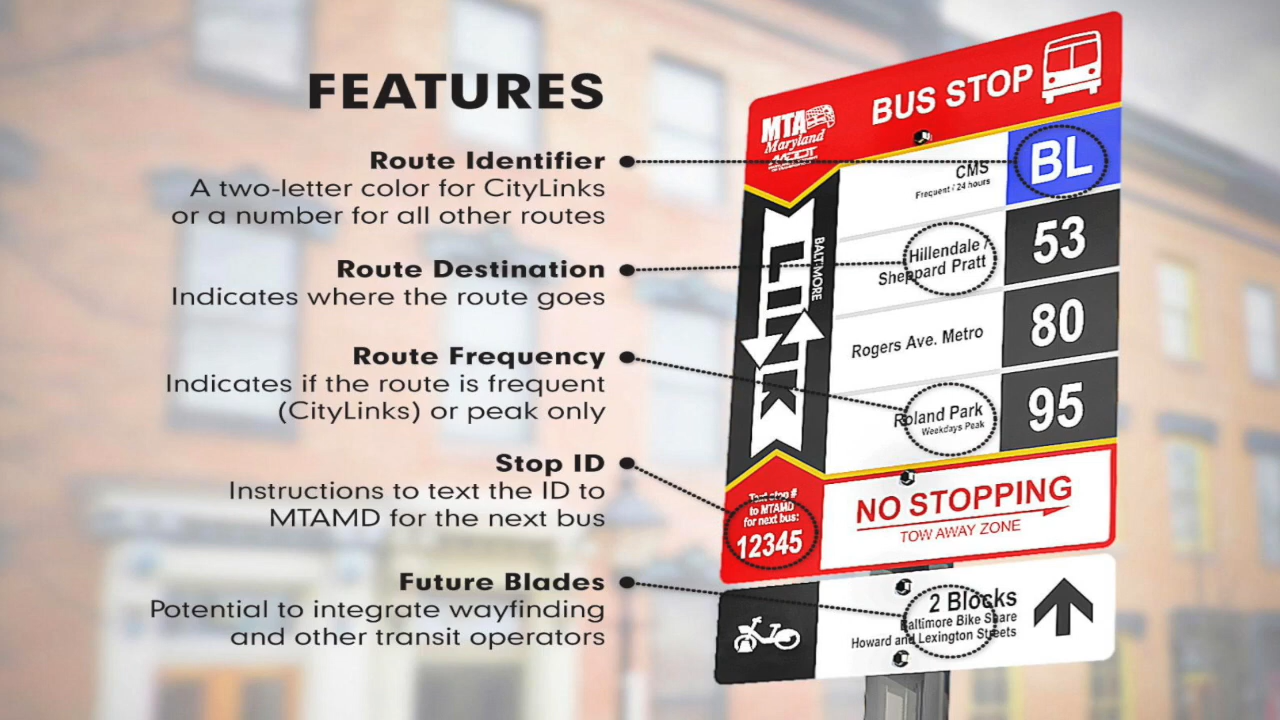 FEATURES
Route Identifier
A two-letter color for CityLinks
or a number for all other routes
Route Destination
Indicates where the route goes
Route Frequency
Indicates if the route is frequent
(CityLinks) or peak only
Stop ID
Instructions to text the ID to
MTAMD for the next bus
Future Blades
Potential to integrate wayfinding
and other transit operators
MTA
Maryland
BUS STOP
CMS
Frequent / 24 hours
BL
Hillendale /
Sheppard Pratt
53
Rogers Ave. Metro
80
Roland Park
Weekdays Peak
95
BALTIMORE
LINK
Text stop #
to MTAMD
for next bus:
12345
NO STOPPING
TOW AWAY ZONE
2 Blocks
Baltimore Bike Share
Howard and Lexington Streets